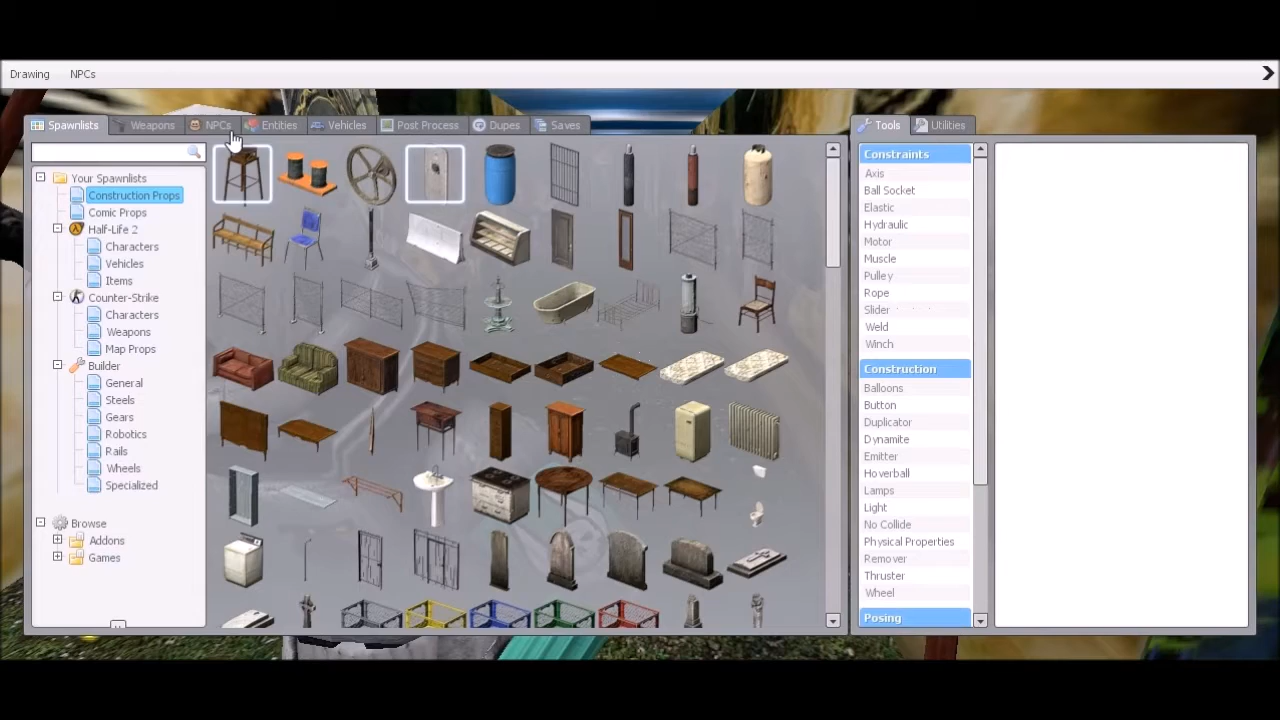 Drawing NPCs
Spawnlists Weapons NPCs Entities Vehicles Post Process Dupes Saves
Your Spawnlists
Construction Props
Comic Props
Half-Life 2
Characters
Vehicles
Items
Counter-Strike
Characters
Weapons
Map Props
Builder
General
Steels
Gears
Robotics
Rails
Wheels
Specialized
Browse
Addons
Games
Tools Utilities
Constraints
Axis
Ball Socket
Elastic
Hydraulic
Motor
Muscle
Pulley
Rope
Slider
Weld
Winch
Construction
Balloons
Button
Duplicator
Dynamite
Emitter
Hoverball
Lamps
Light
No Collide
Physical Properties
Remover
Thruster
Wheel
Posing